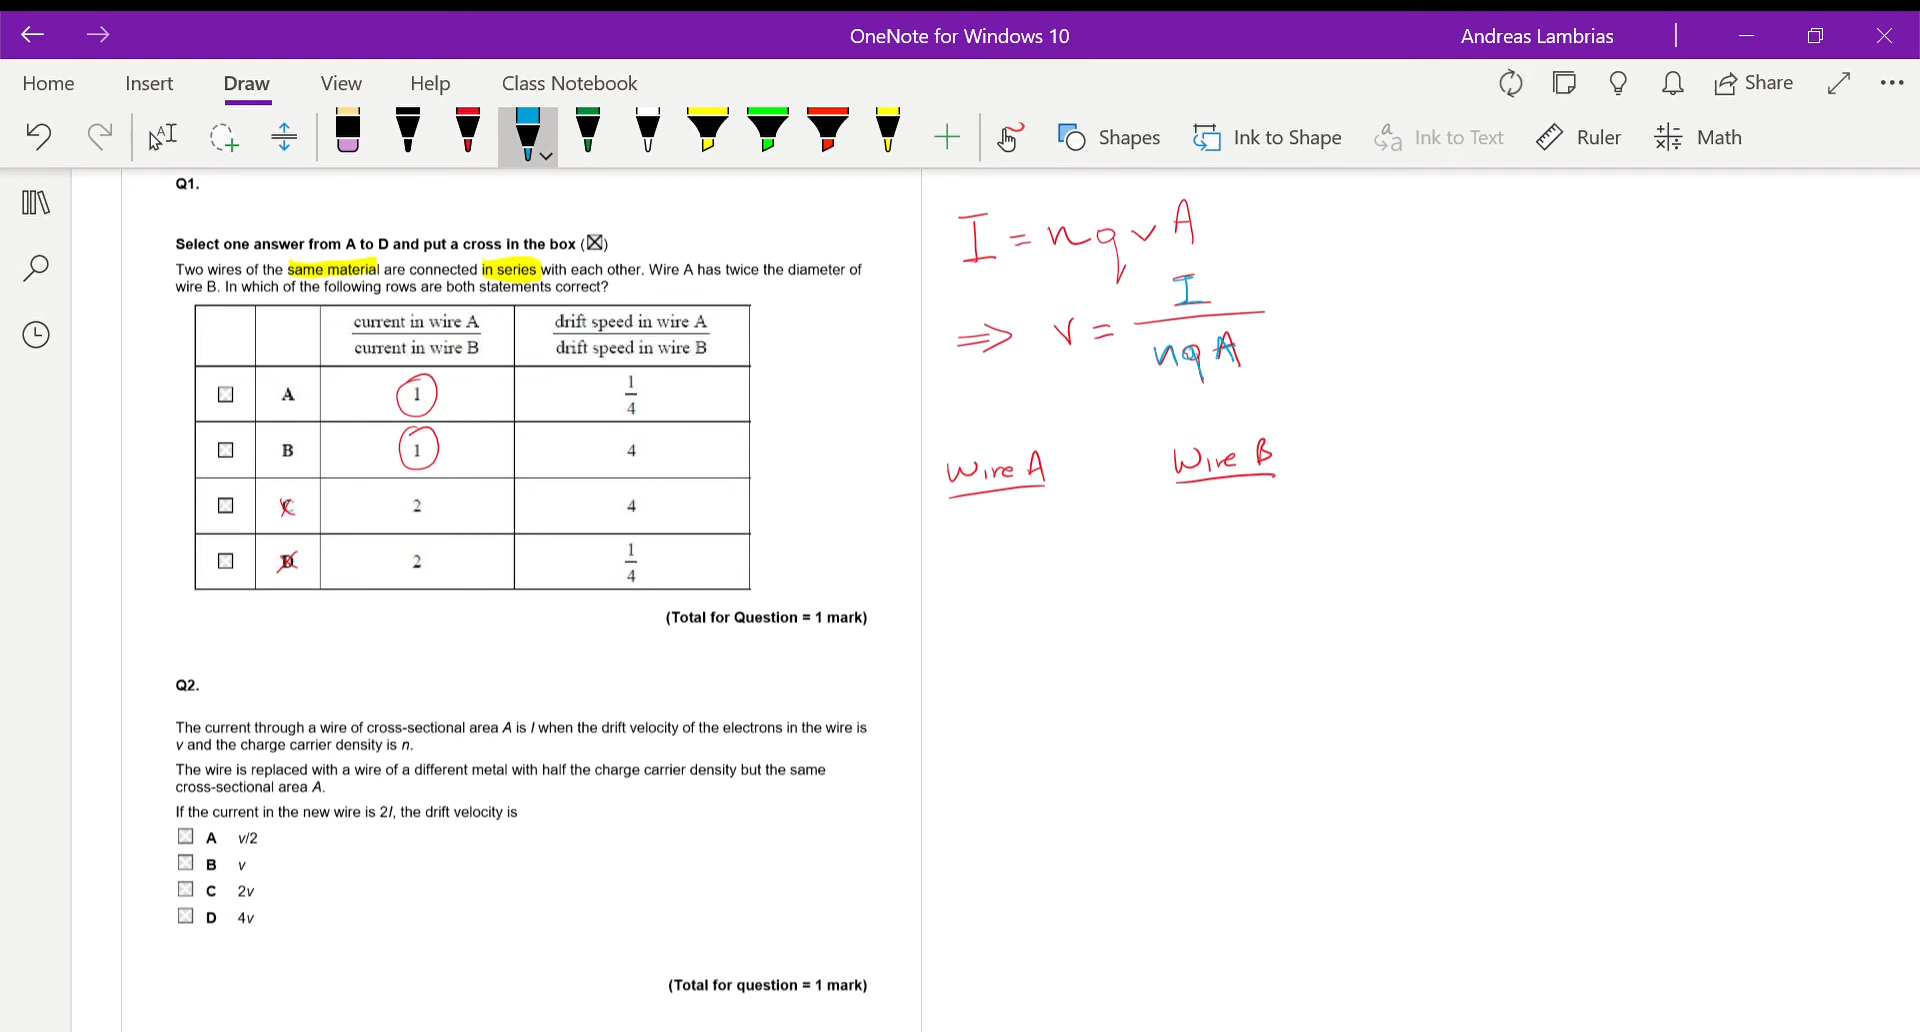 OneNote for Windows 10
Andreas Lambrias
Home Insert Draw View Help Class Notebook
Share
Shapes Ink to Shape Ink to Text Ruler Math
Q1.
Select one answer from A to D and put a cross in the box (☒)
Two wires of the same material are connected in series with each other. Wire A has twice the diameter of
wire B. In which of the following rows are both statements correct?
current in wire A drift speed in wire A
current in wire B drift speed in wire B
A 1 1/4
B 1 4
C 2 4
D 2 1/4
(Total for Question = 1 mark)
Q2.
The current through a wire of cross-sectional area A is I when the drift velocity of the electrons in the wire is
v and the charge carrier density is n.
The wire is replaced with a wire of a different metal with half the charge carrier density but the same
cross-sectional area A.
If the current in the new wire is 2I, the drift velocity is
A v/2
B v
C 2v
D 4v
(Total for question = 1 mark)
I = nqvA
⇒ v = I/nqA
Wire A Wire B